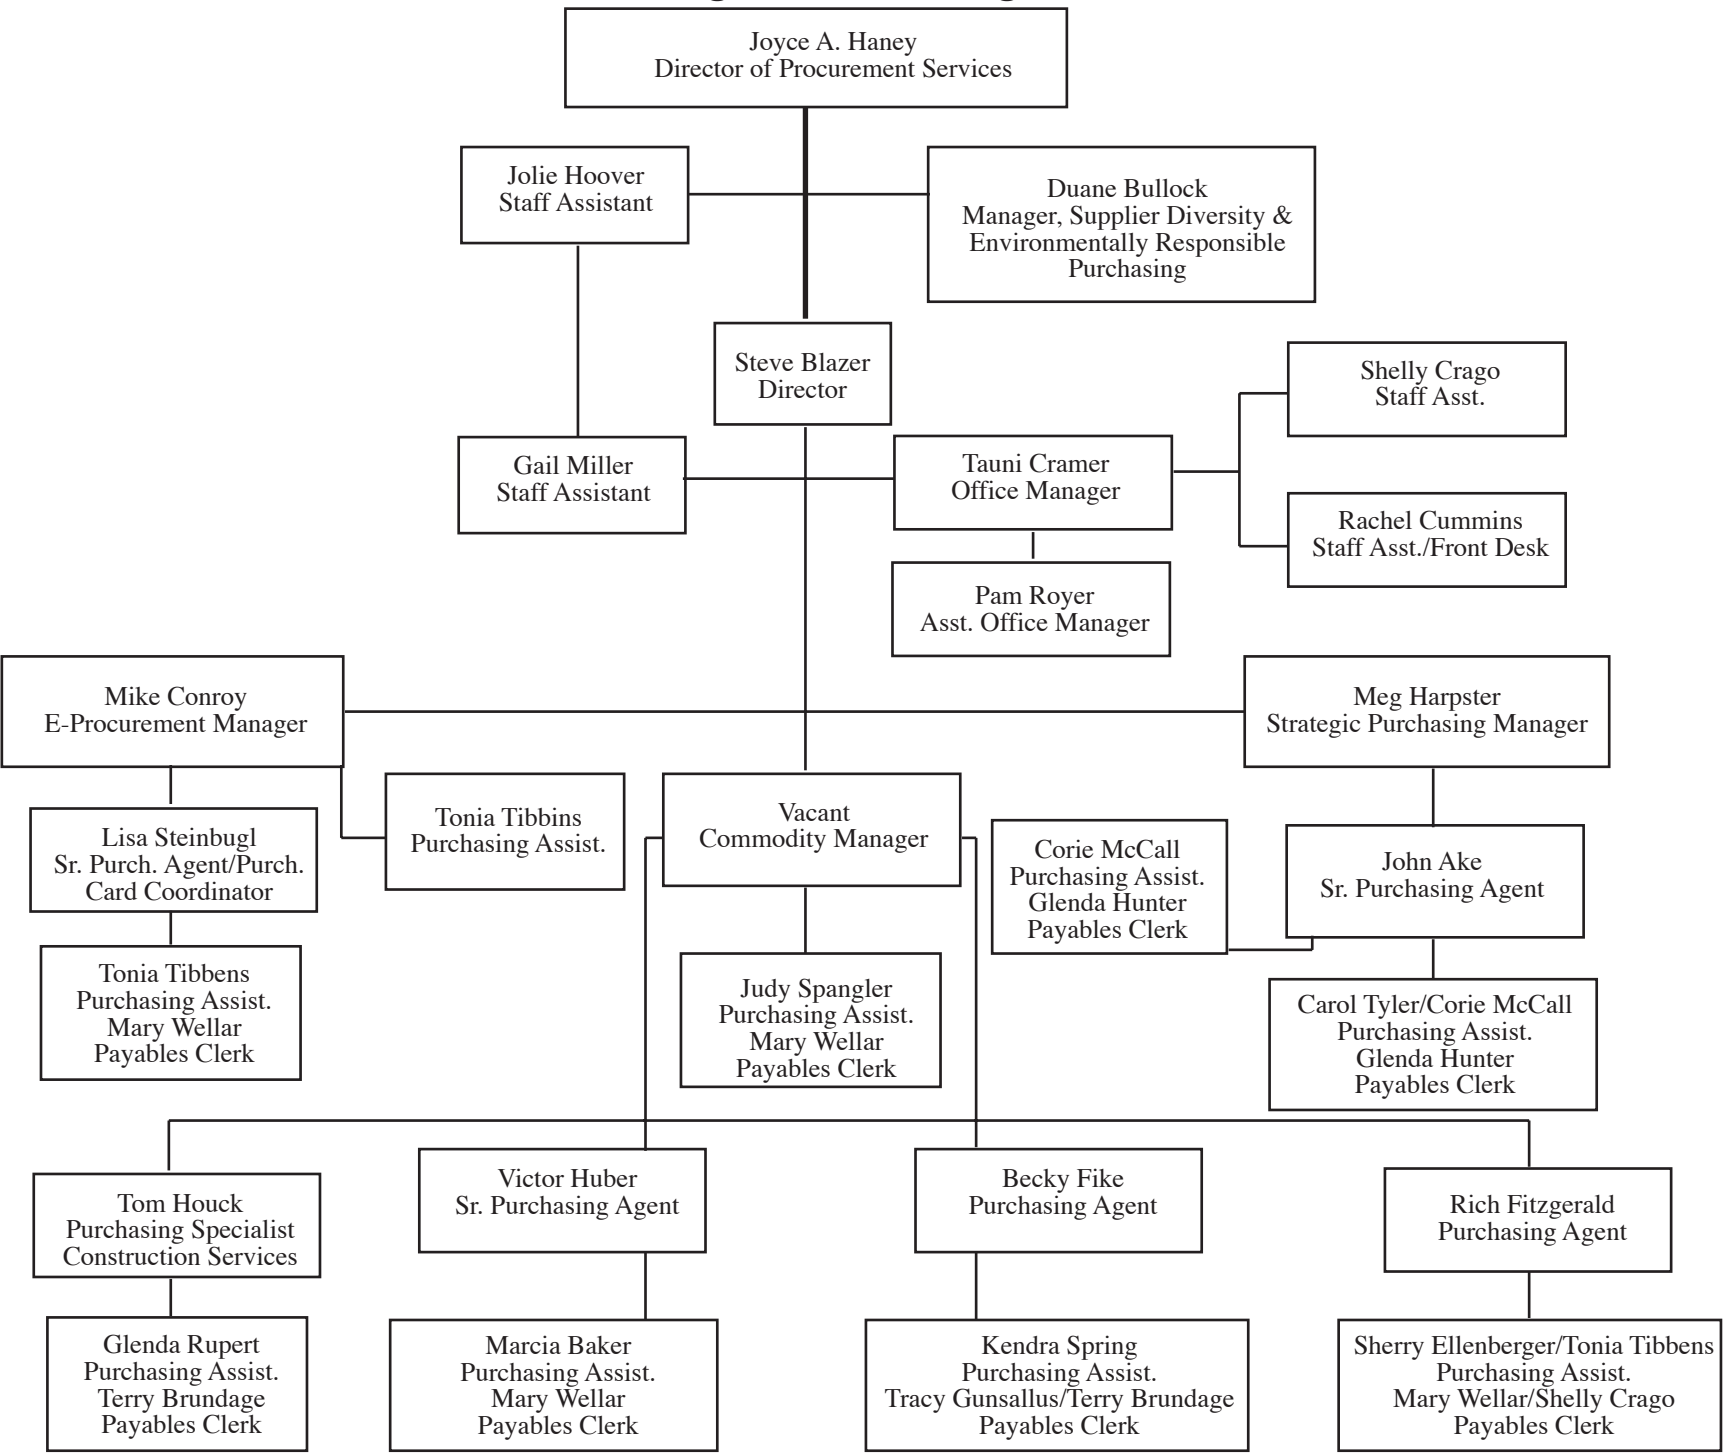 Joyce A. Haney
Director of Procurement Services
Jolie Hoover
Staff Assistant
Duane Bullock
Manager, Supplier Diversity &
Environmentally Responsible
Purchasing
Steve Blazer
Director
Shelly Crago
Staff Asst.
Gail Miller
Staff Assistant
Tauni Cramer
Office Manager
Rachel Cummins
Staff Asst./Front Desk
Pam Royer
Asst. Office Manager
Mike Conroy
E-Procurement Manager
Meg Harpster
Strategic Purchasing Manager
Lisa Steinbugl
Sr. Purch. Agent/Purch.
Card Coordinator
Tonia Tibbins
Purchasing Assist.
Vacant
Commodity Manager
Corie McCall
Purchasing Assist.
Glenda Hunter
Payables Clerk
John Ake
Sr. Purchasing Agent
Tonia Tibbens
Purchasing Assist.
Mary Wellar
Payables Clerk
Judy Spangler
Purchasing Assist.
Mary Wellar
Payables Clerk
Carol Tyler/Corie McCall
Purchasing Assist.
Glenda Hunter
Payables Clerk
Tom Houck
Purchasing Specialist
Construction Services
Victor Huber
Sr. Purchasing Agent
Becky Fike
Purchasing Agent
Rich Fitzgerald
Purchasing Agent
Glenda Rupert
Purchasing Assist.
Terry Brundage
Payables Clerk
Marcia Baker
Purchasing Assist.
Mary Wellar
Payables Clerk
Kendra Spring
Purchasing Assist.
Tracy Gunsallus/Terry Brundage
Payables Clerk
Sherry Ellenberger/Tonia Tibbens
Purchasing Assist.
Mary Wellar/Shelly Crago
Payables Clerk